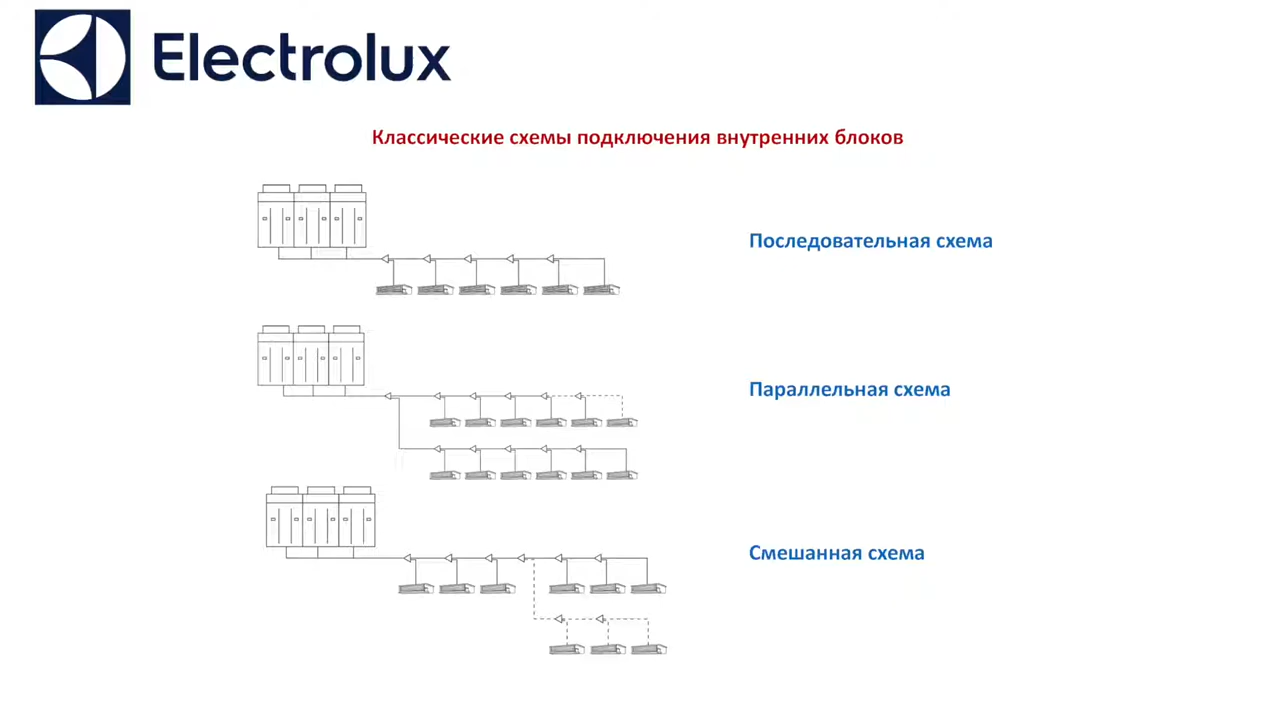 Electrolux
Классические схемы подключения внутренних блоков
Последовательная схема
Параллельная схема
Смешанная схема